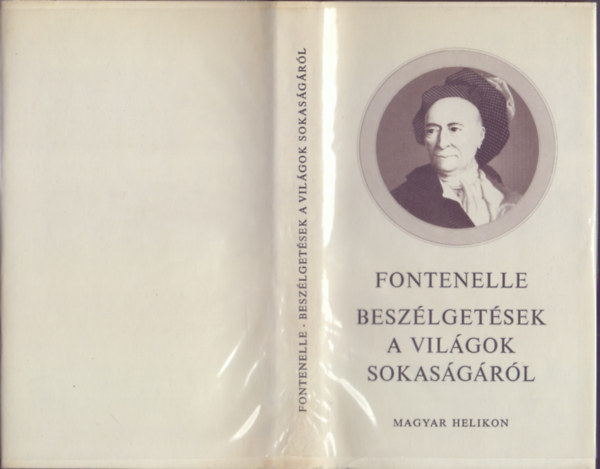 FONTENELLE · BESZÉLGETÉSEK A VILÁGOK SOKASÁGÁRÓL
FONTENELLE
BESZÉLGETÉSEK
A VILÁGOK
SOKASÁGÁRÓL
MAGYAR HELIKON